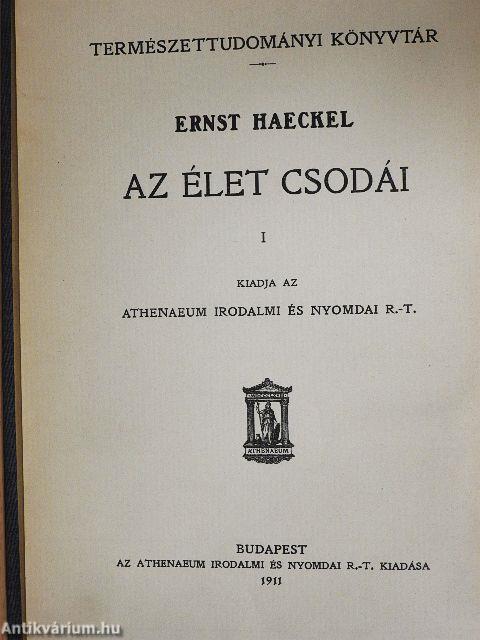 TERMÉSZETTUDOMÁNYI KÖNYVTÁR
ERNST HAECKEL
AZ ÉLET CSODÁI
I
KIADJA AZ
ATHENAEUM IRODALMI ÉS NYOMDAI R.-T.
ATHENAEUM
BUDAPEST
AZ ATHENAEUM IRODALMI ÉS NYOMDAI R.-T. KIADÁSA
1911
Antikvárium.hu